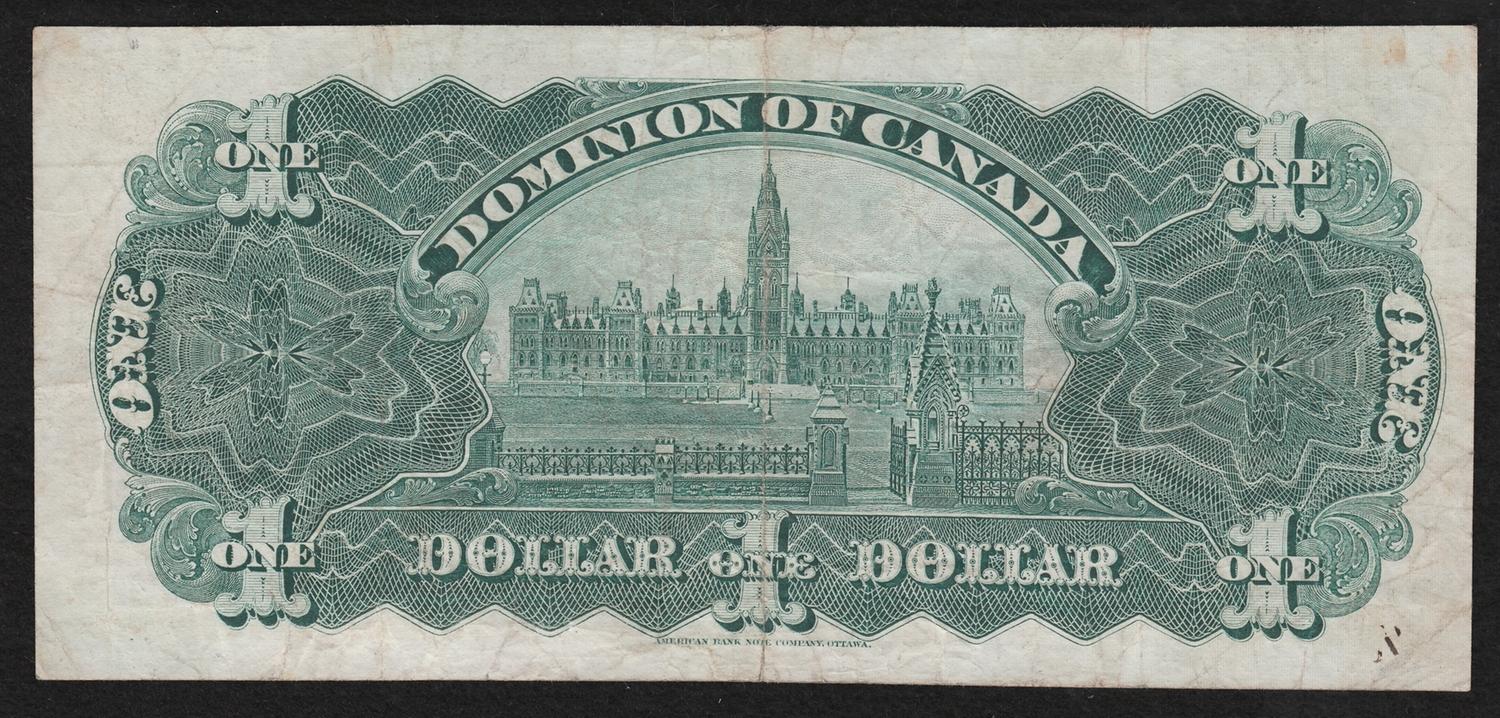 DOMINION OF CANADA
ONE
ONE
ONE
ONE
ONE
DOLLAR ONE DOLLAR
ONE
AMERICAN BANK NOTE COMPANY, OTTAWA.